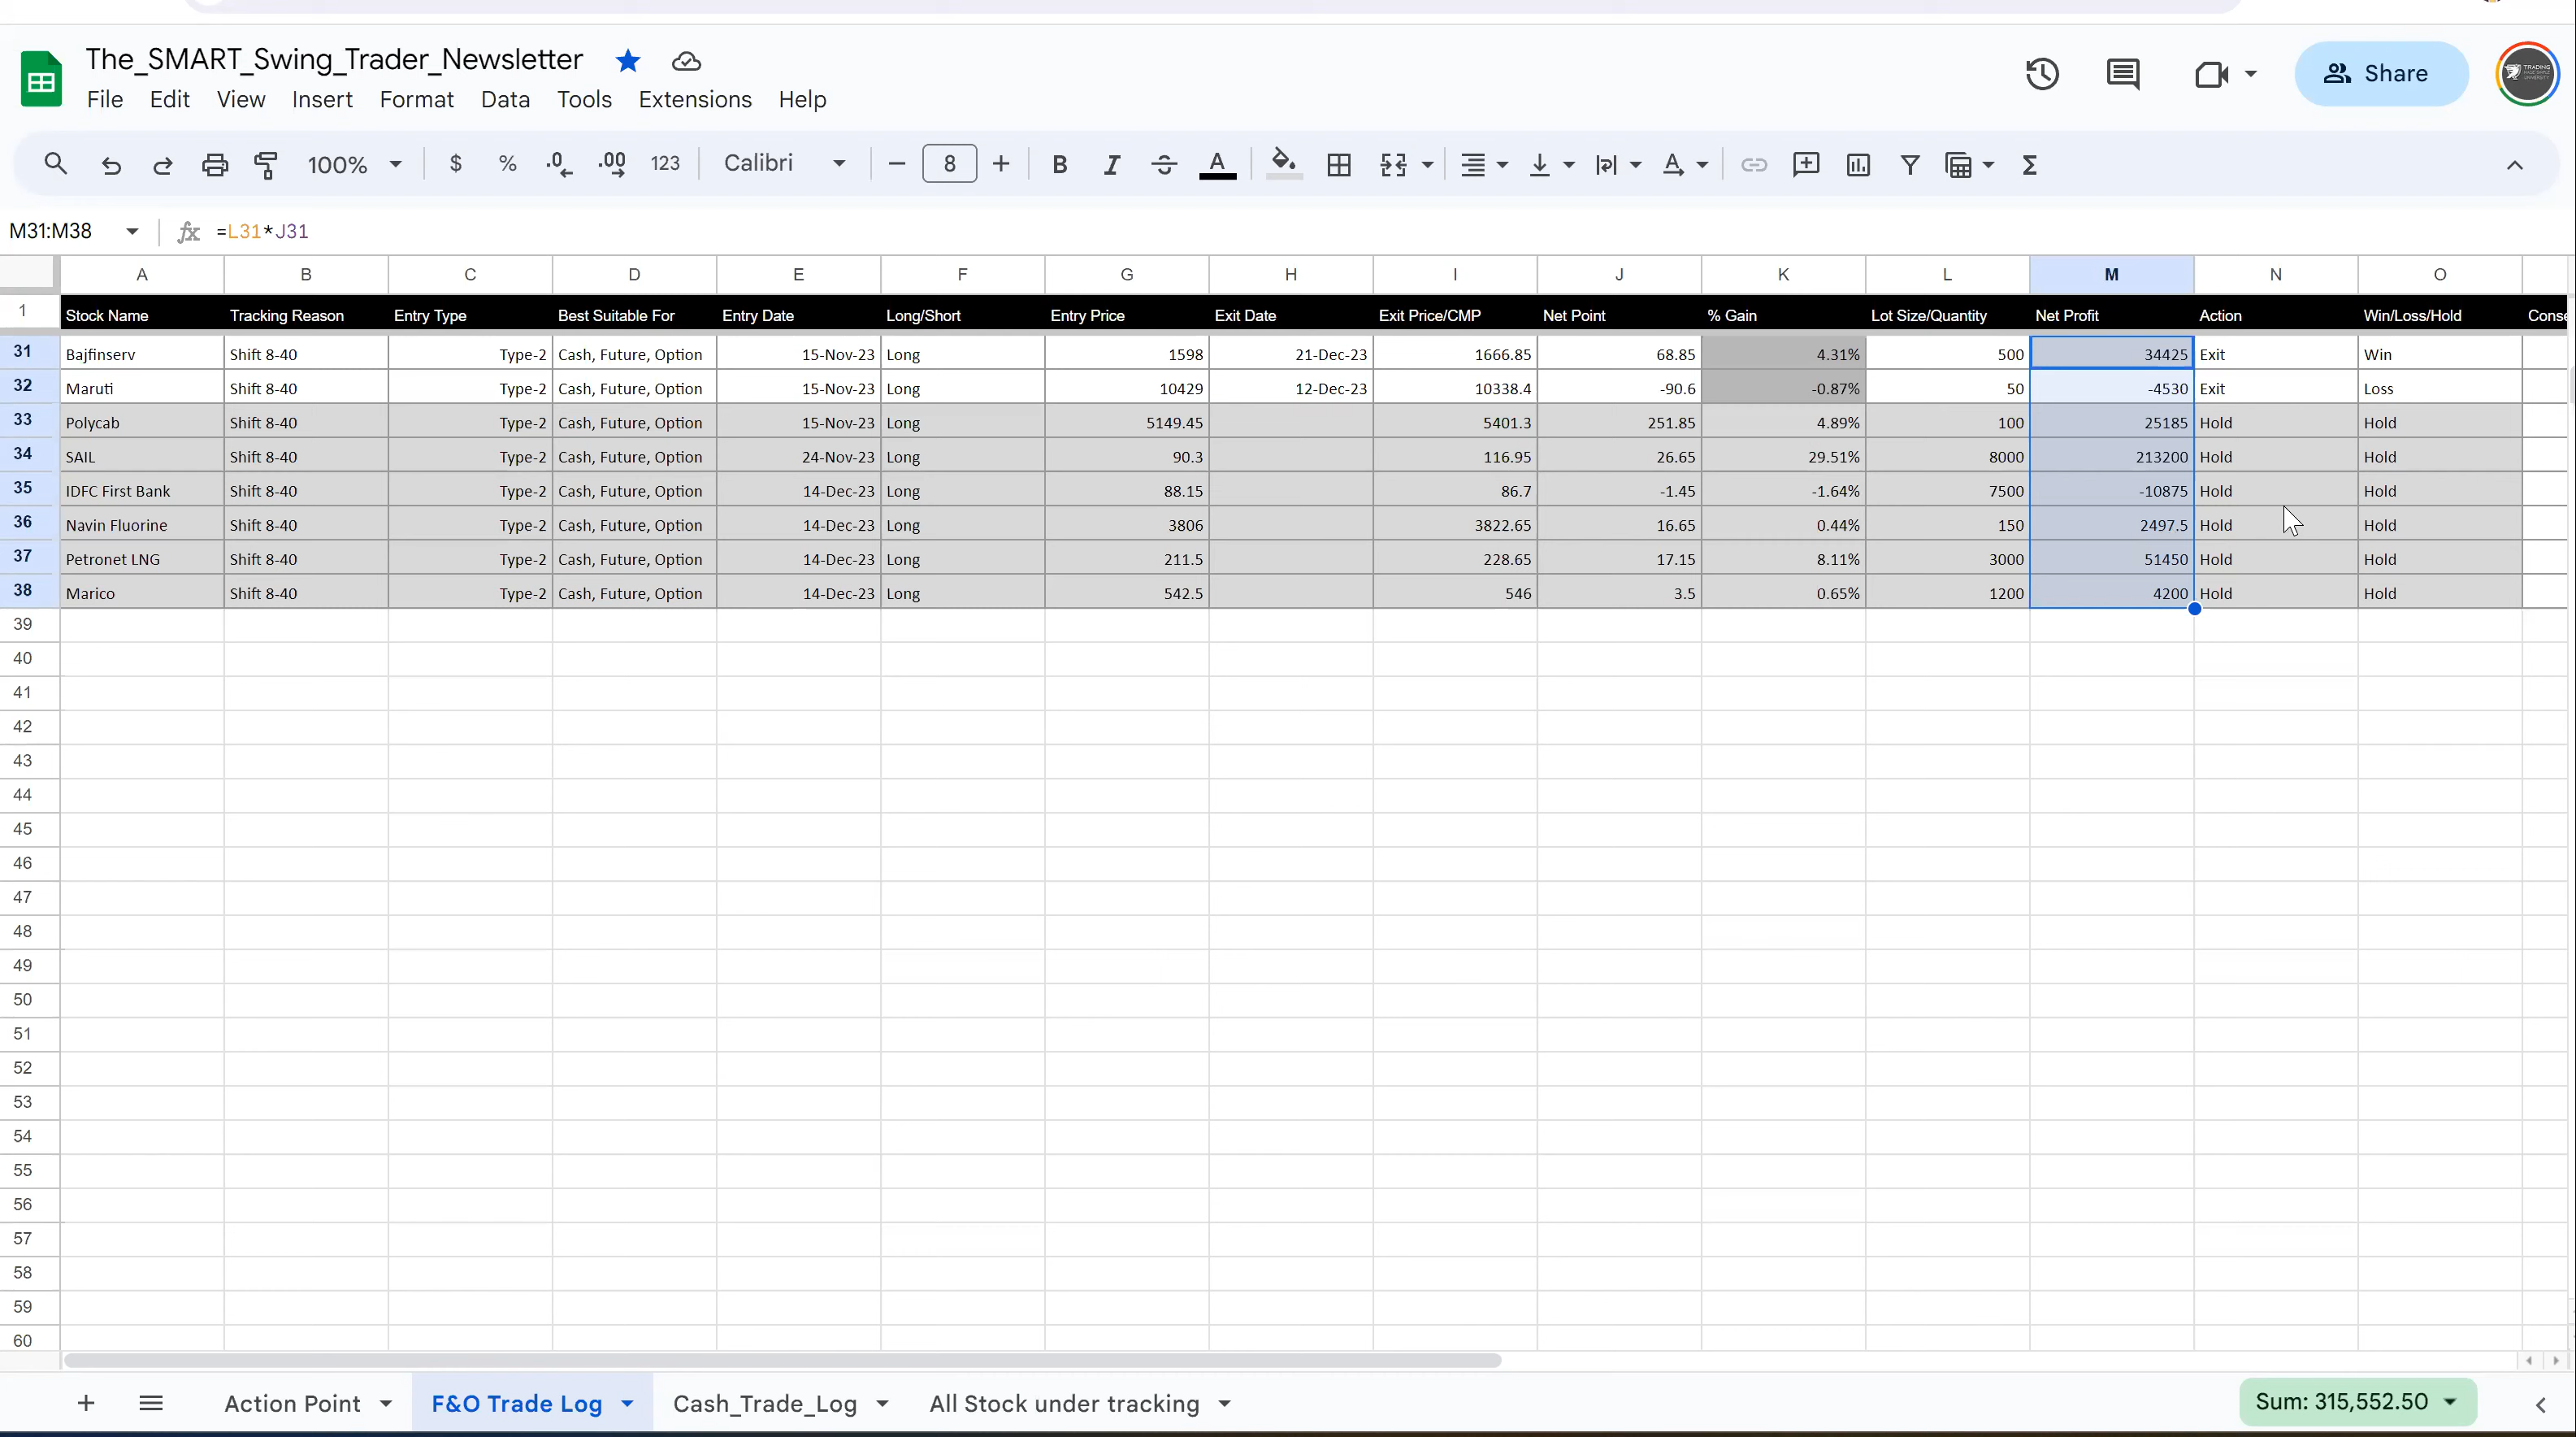 The_SMART_Swing_Trader_Newsletter
File Edit View Insert Format Data Tools Extensions Help
Share
100% $ % .0 .00 123 Calibri 8 B I A Σ
M31:M38 fx =L31*J31
A B C D E F G H I J K L M N O
1 Stock Name Tracking Reason Entry Type Best Suitable For Entry Date Long/Short Entry Price Exit Date Exit Price/CMP Net Point % Gain Lot Size/Quantity Net Profit Action Win/Loss/Hold Conse
31 Bajfinserv Shift 8-40 Type-2 Cash, Future, Option 15-Nov-23 Long 1598 21-Dec-23 1666.85 68.85 4.31% 500 34425 Exit Win
32 Maruti Shift 8-40 Type-2 Cash, Future, Option 15-Nov-23 Long 10429 12-Dec-23 10338.4 -90.6 -0.87% 50 -4530 Exit Loss
33 Polycab Shift 8-40 Type-2 Cash, Future, Option 15-Nov-23 Long 5149.45 5401.3 251.85 4.89% 100 25185 Hold Hold
34 SAIL Shift 8-40 Type-2 Cash, Future, Option 24-Nov-23 Long 90.3 116.95 26.65 29.51% 8000 213200 Hold Hold
35 IDFC First Bank Shift 8-40 Type-2 Cash, Future, Option 14-Dec-23 Long 88.15 86.7 -1.45 -1.64% 7500 -10875 Hold Hold
36 Navin Fluorine Shift 8-40 Type-2 Cash, Future, Option 14-Dec-23 Long 3806 3822.65 16.65 0.44% 150 2497.5 Hold Hold
37 Petronet LNG Shift 8-40 Type-2 Cash, Future, Option 14-Dec-23 Long 211.5 228.65 17.15 8.11% 3000 51450 Hold Hold
38 Marico Shift 8-40 Type-2 Cash, Future, Option 14-Dec-23 Long 542.5 546 3.5 0.65% 1200 4200 Hold Hold
39
40
41
42
43
44
45
46
47
48
49
50
51
52
53
54
55
56
57
58
59
60
Action Point F&O Trade Log Cash_Trade_Log All Stock under tracking Sum: 315,552.50